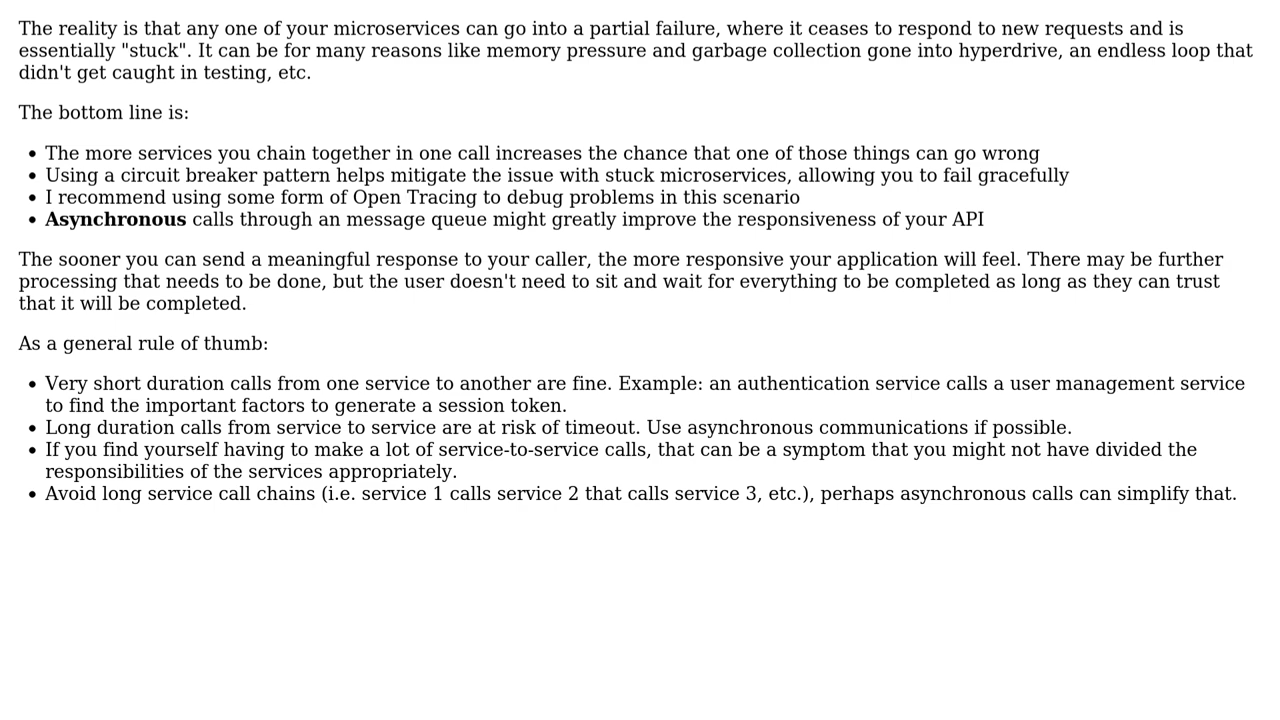 The reality is that any one of your microservices can go into a partial failure, where it ceases to respond to new requests and is
essentially "stuck". It can be for many reasons like memory pressure and garbage collection gone into hyperdrive, an endless loop that
didn't get caught in testing, etc.
The bottom line is:
• The more services you chain together in one call increases the chance that one of those things can go wrong
• Using a circuit breaker pattern helps mitigate the issue with stuck microservices, allowing you to fail gracefully
• I recommend using some form of Open Tracing to debug problems in this scenario
• Asynchronous calls through an message queue might greatly improve the responsiveness of your API
The sooner you can send a meaningful response to your caller, the more responsive your application will feel. There may be further
processing that needs to be done, but the user doesn't need to sit and wait for everything to be completed as long as they can trust
that it will be completed.
As a general rule of thumb:
• Very short duration calls from one service to another are fine. Example: an authentication service calls a user management service
to find the important factors to generate a session token.
• Long duration calls from service to service are at risk of timeout. Use asynchronous communications if possible.
• If you find yourself having to make a lot of service-to-service calls, that can be a symptom that you might not have divided the
responsibilities of the services appropriately.
• Avoid long service call chains (i.e. service 1 calls service 2 that calls service 3, etc.), perhaps asynchronous calls can simplify that.